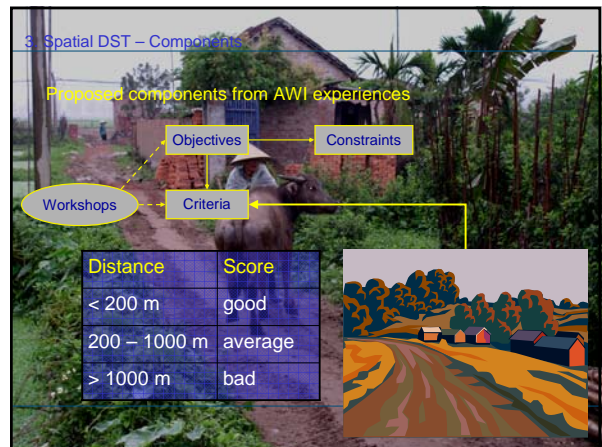 3. Spatial DST – Components
Proposed components from AWI experiences
Objectives
Constraints
Workshops
Criteria
Distance Score
< 200 m good
200 – 1000 m average
> 1000 m bad